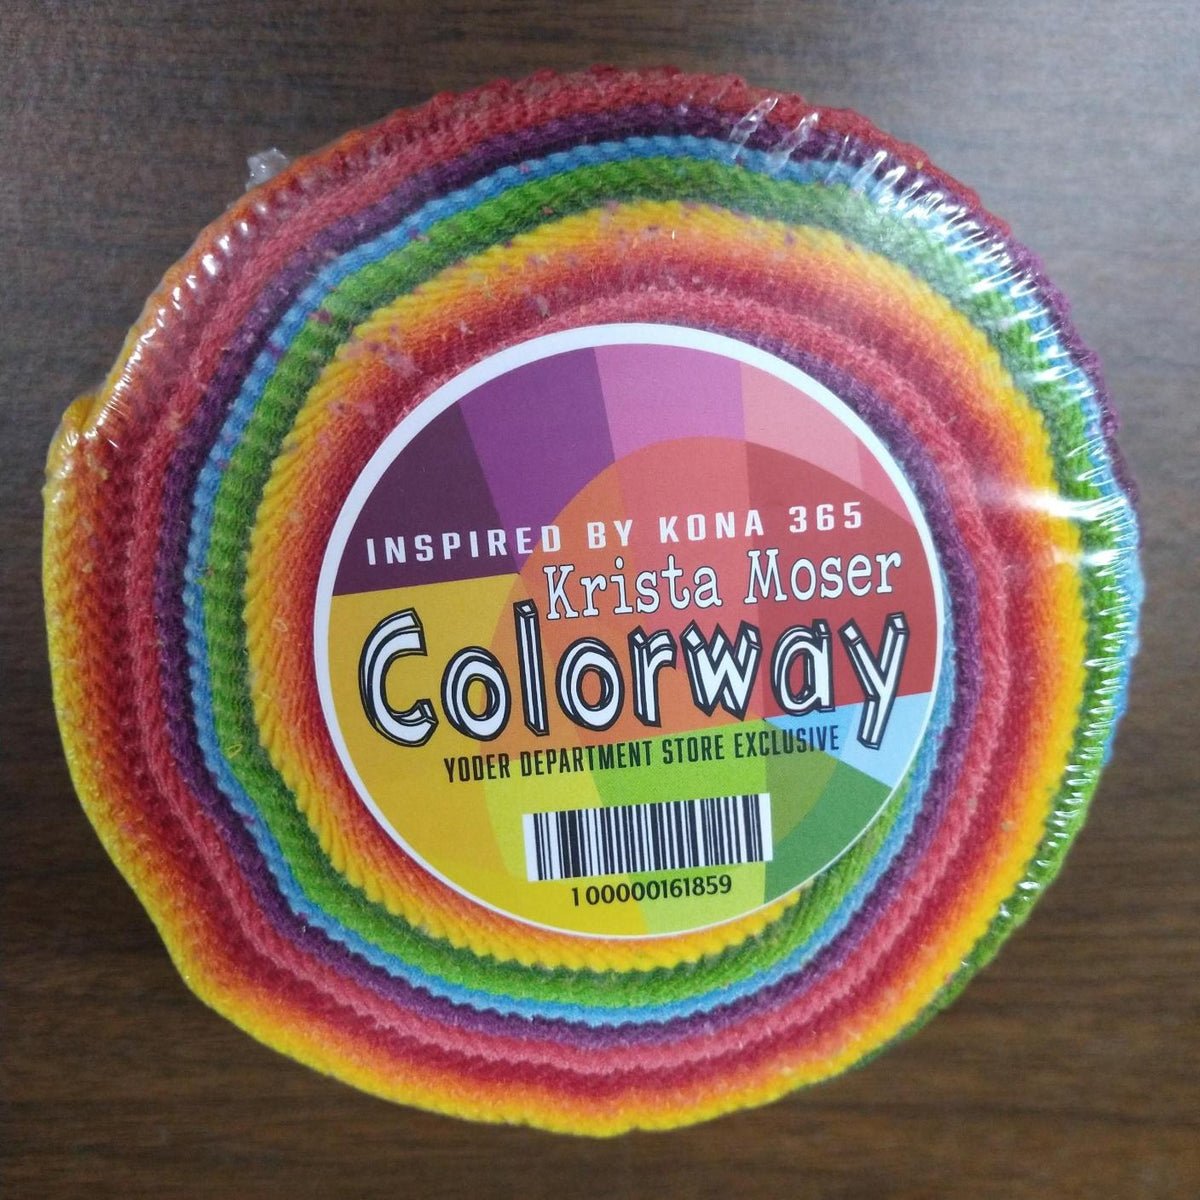 INSPIRED BY KONA 365
Krista Moser
Colorway
YODER DEPARTMENT STORE EXCLUSIVE
100000161859